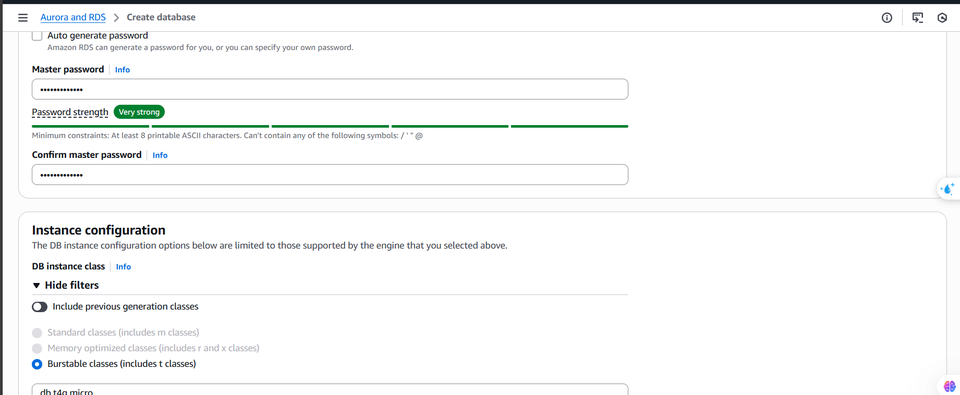 Aurora and RDS > Create database
Auto generate password
Amazon RDS can generate a password for you, or you can specify your own password.
Master password Info
•••••••••••••
Password strength Very strong
Minimum constraints: At least 8 printable ASCII characters. Can't contain any of the following symbols: / ' " @
Confirm master password Info
•••••••••••••
Instance configuration
The DB instance configuration options below are limited to those supported by the engine that you selected above.
DB instance class Info
Hide filters
Include previous generation classes
Standard classes (includes m classes)
Memory optimized classes (includes r and x classes)
Burstable classes (includes t classes)
db.t4g.micro